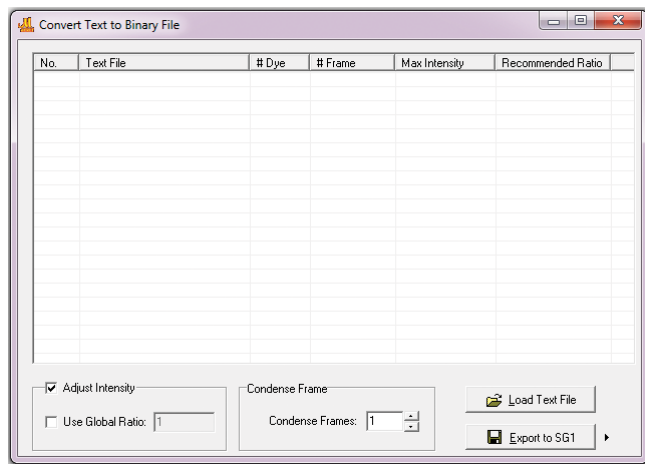 Convert Text to Binary File
No. Text File # Dye # Frame Max Intensity Recommended Ratio
Adjust Intensity
Use Global Ratio: 1
Condense Frame
Condense Frames: 1
Load Text File
Export to SG1